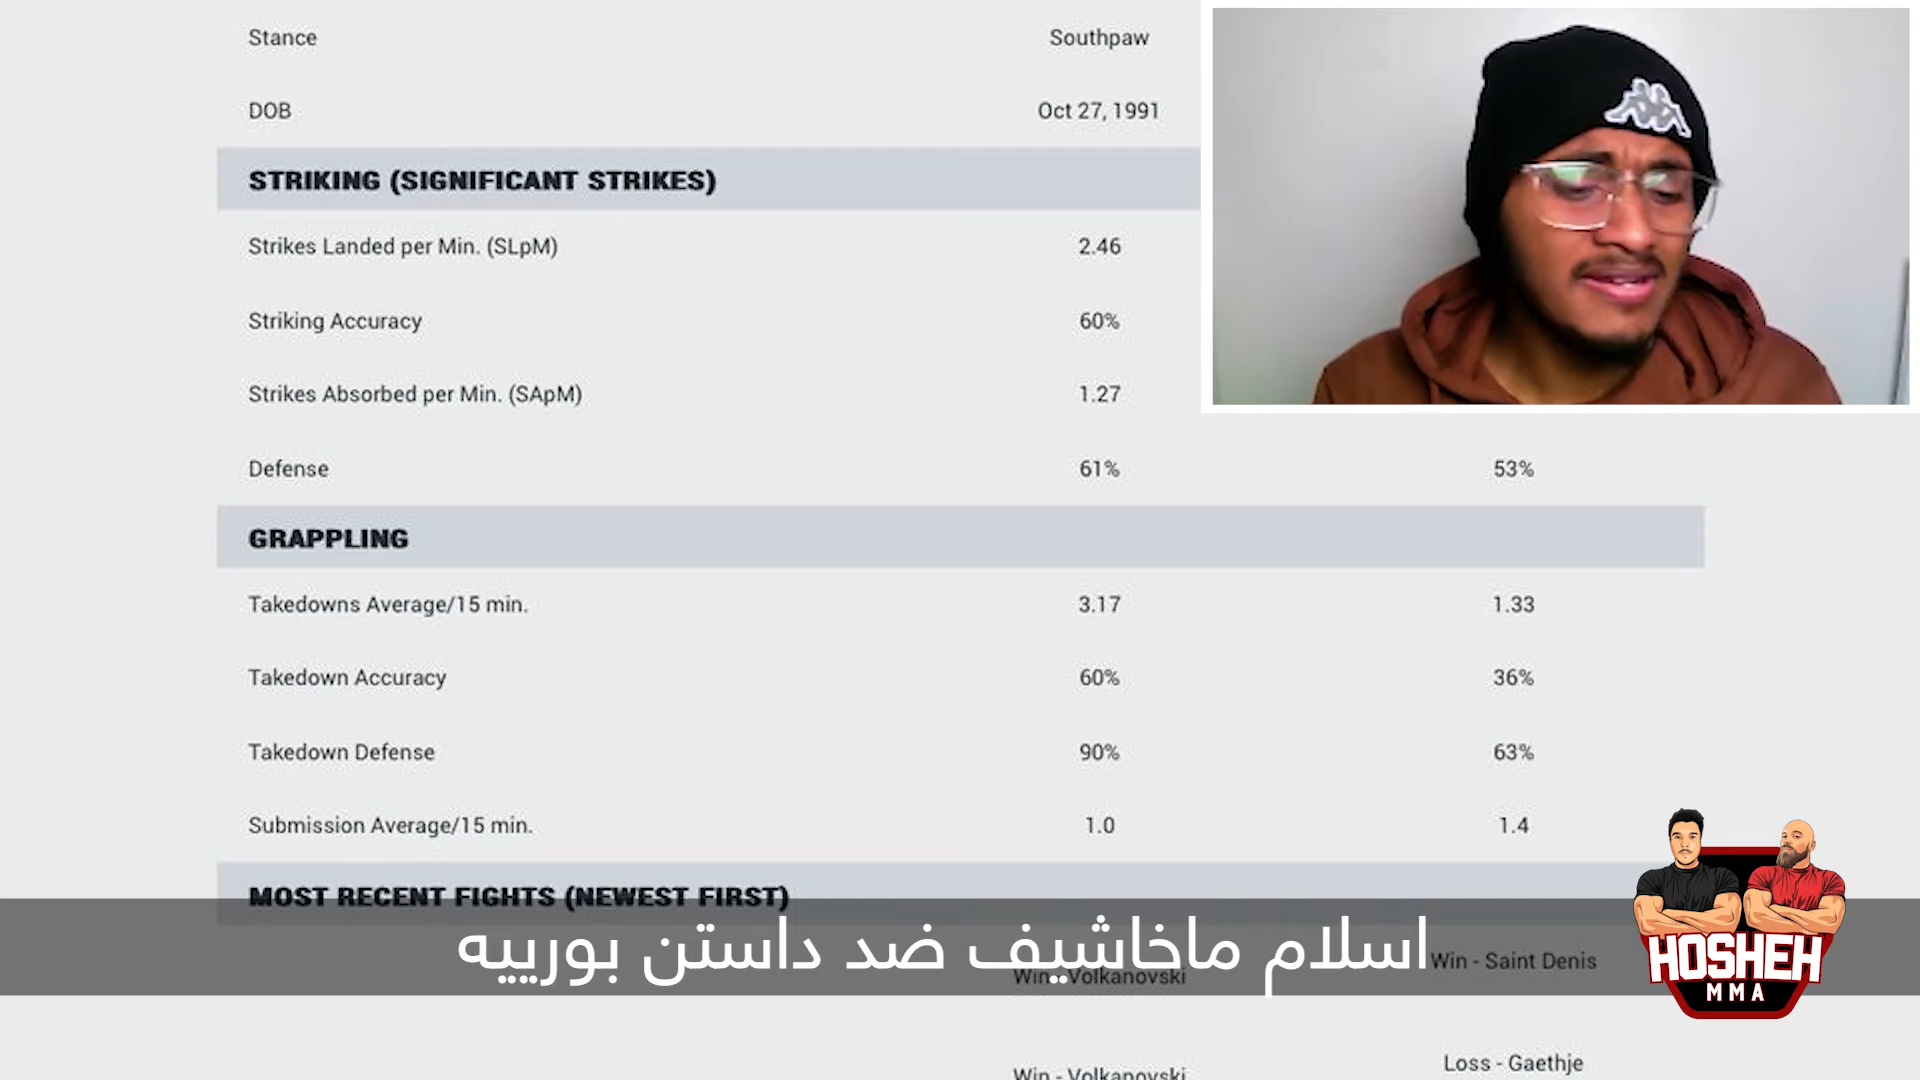 Stance Southpaw
DOB Oct 27, 1991
STRIKING (SIGNIFICANT STRIKES)
Strikes Landed per Min. (SLpM) 2.46
Striking Accuracy 60%
Strikes Absorbed per Min. (SApM) 1.27
Defense 61% 53%
GRAPPLING
Takedowns Average/15 min. 3.17 1.33
Takedown Accuracy 60% 36%
Takedown Defense 90% 63%
Submission Average/15 min. 1.0 1.4
MOST RECENT FIGHTS (NEWEST FIRST)
اسلام ماخاشيف ضد داستن بورييه
Win - Volkanovski Win - Saint Denis
HOSHEH
MMA
Win - Volkanovski Loss - Gaethje